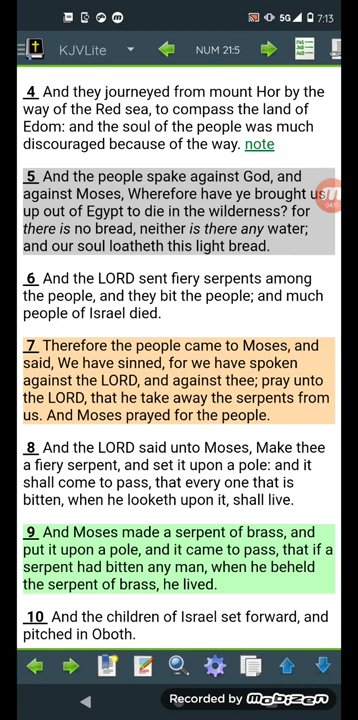 5G 7:13
KJVLite NUM 21:5
4 And they journeyed from mount Hor by the
way of the Red sea, to compass the land of
Edom: and the soul of the people was much
discouraged because of the way. note
5 And the people spake against God, and
against Moses, Wherefore have ye brought us
up out of Egypt to die in the wilderness? for
there is no bread, neither is there any water;
and our soul loatheth this light bread.
6 And the LORD sent fiery serpents among
the people, and they bit the people; and much
people of Israel died.
7 Therefore the people came to Moses, and
said, We have sinned, for we have spoken
against the LORD, and against thee; pray unto
the LORD, that he take away the serpents from
us. And Moses prayed for the people.
8 And the LORD said unto Moses, Make thee
a fiery serpent, and set it upon a pole: and it
shall come to pass, that every one that is
bitten, when he looketh upon it, shall live.
9 And Moses made a serpent of brass, and
put it upon a pole, and it came to pass, that if a
serpent had bitten any man, when he beheld
the serpent of brass, he lived.
10 And the children of Israel set forward, and
pitched in Oboth.
Recorded by mobizen